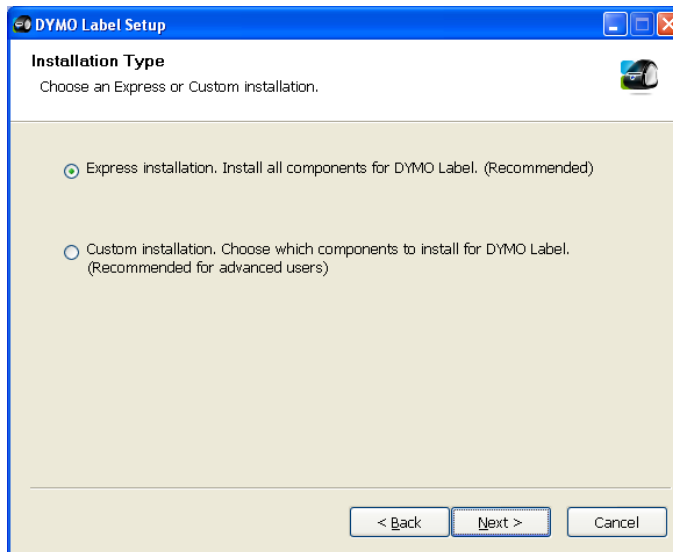 DYMO Label Setup
Installation Type
Choose an Express or Custom installation.
Express installation. Install all components for DYMO Label. (Recommended)
Custom installation. Choose which components to install for DYMO Label.
(Recommended for advanced users)
< Back
Next >
Cancel